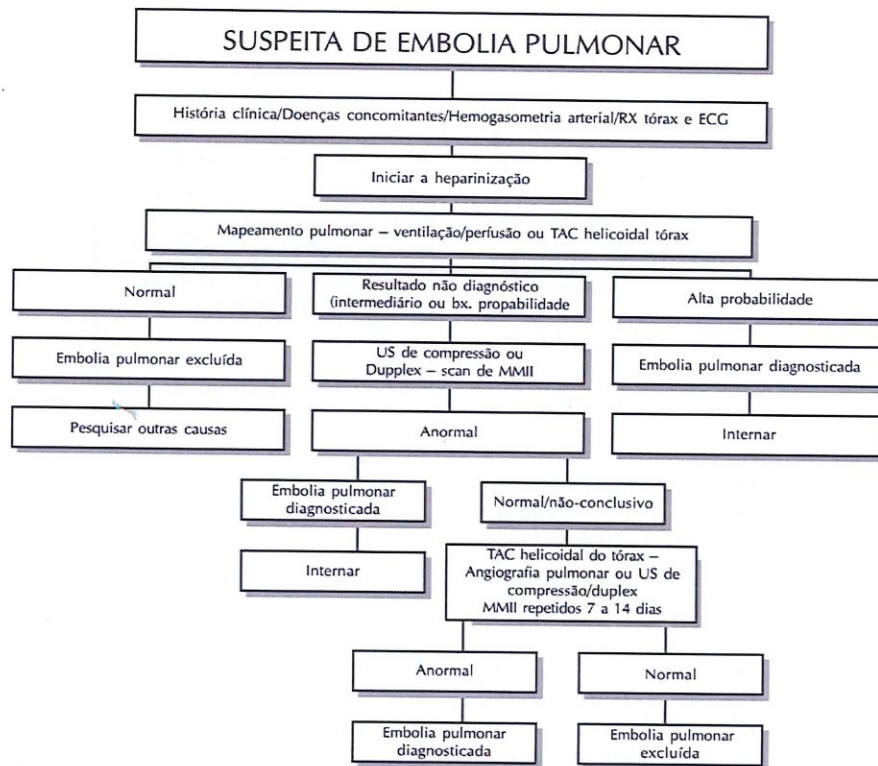 SUSPEITA DE EMBOLIA PULMONAR
História clínica/Doenças concomitantes/Hemogasometria arterial/RX tórax e ECG
Iniciar a heparinização
Mapeamento pulmonar – ventilação/perfusão ou TAC helicoidal tórax
Normal
Resultado não diagnóstico
(intermediário ou bx. propabilidade
Alta probabilidade
Embolia pulmonar excluída
US de compressão ou
Dupplex – scan de MMII
Embolia pulmonar diagnosticada
Pesquisar outras causas
Anormal
Internar
Embolia pulmonar
diagnosticada
Normal/não-conclusivo
Internar
TAC helicoidal do tórax –
Angiografia pulmonar ou US de
compressão/duplex
MMII repetidos 7 a 14 dias
Anormal
Normal
Embolia pulmonar
diagnosticada
Embolia pulmonar
excluída